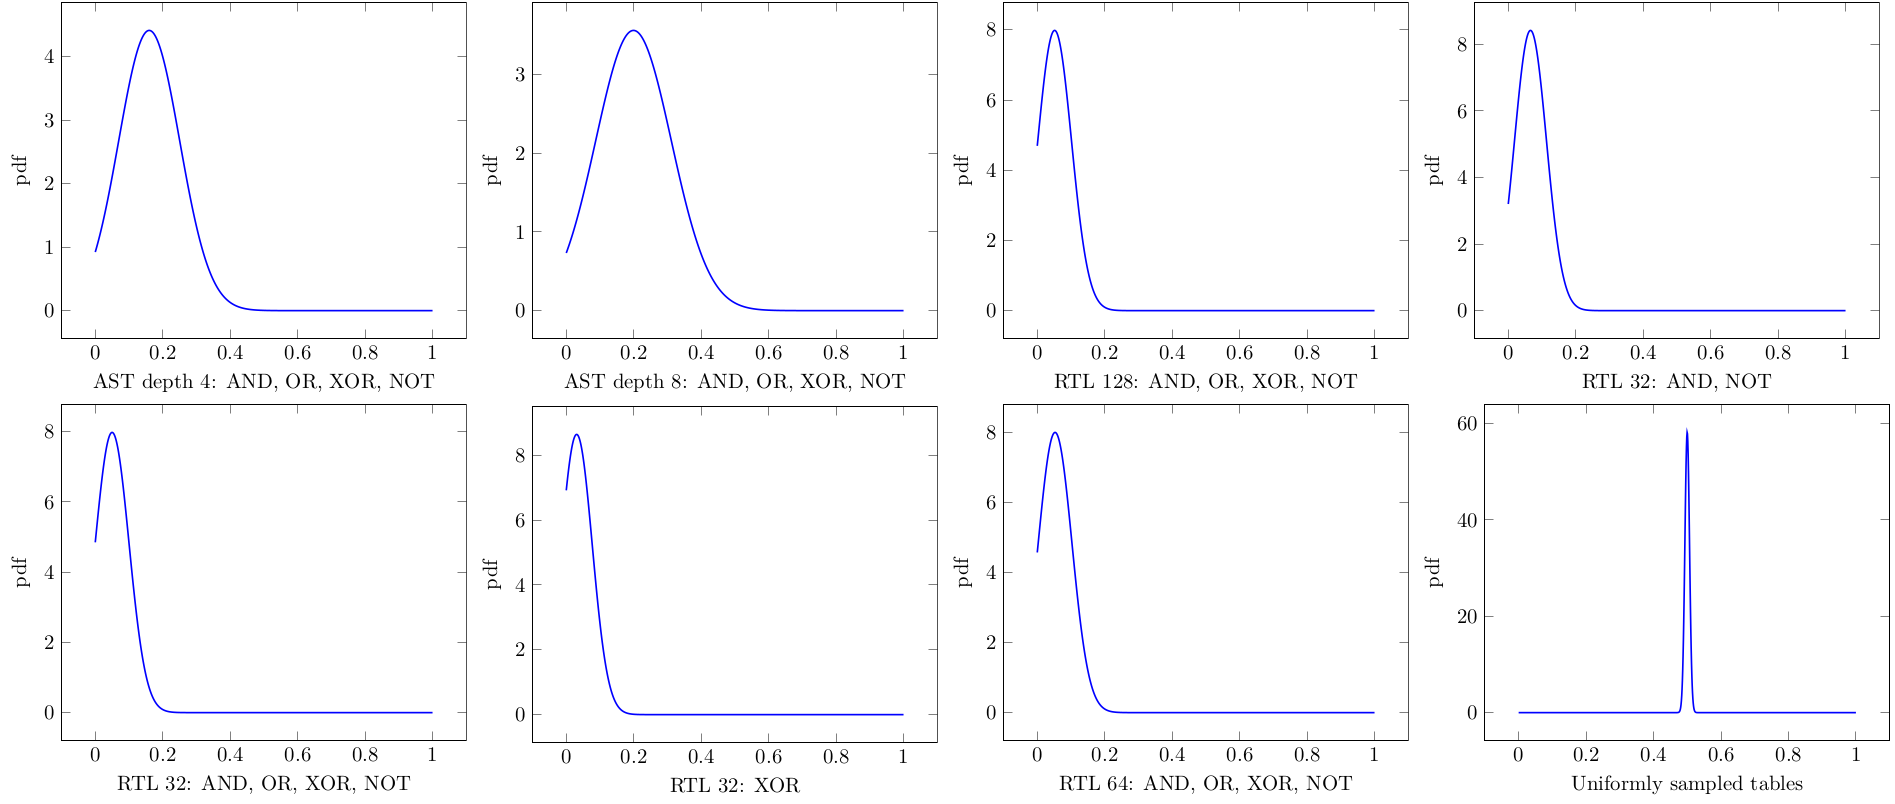 4
3
2
1
0
pdf
0 0.2 0.4 0.6 0.8 1
AST depth 4: AND, OR, XOR, NOT
3
2
1
0
pdf
0 0.2 0.4 0.6 0.8 1
AST depth 8: AND, OR, XOR, NOT
8
6
4
2
0
pdf
0 0.2 0.4 0.6 0.8 1
RTL 128: AND, OR, XOR, NOT
8
6
4
2
0
pdf
0 0.2 0.4 0.6 0.8 1
RTL 32: AND, NOT
8
6
4
2
0
pdf
0 0.2 0.4 0.6 0.8 1
RTL 32: AND, OR, XOR, NOT
8
6
4
2
0
pdf
0 0.2 0.4 0.6 0.8 1
RTL 32: XOR
8
6
4
2
0
pdf
0 0.2 0.4 0.6 0.8 1
RTL 64: AND, OR, XOR, NOT
60
40
20
0
pdf
0 0.2 0.4 0.6 0.8 1
Uniformly sampled tables